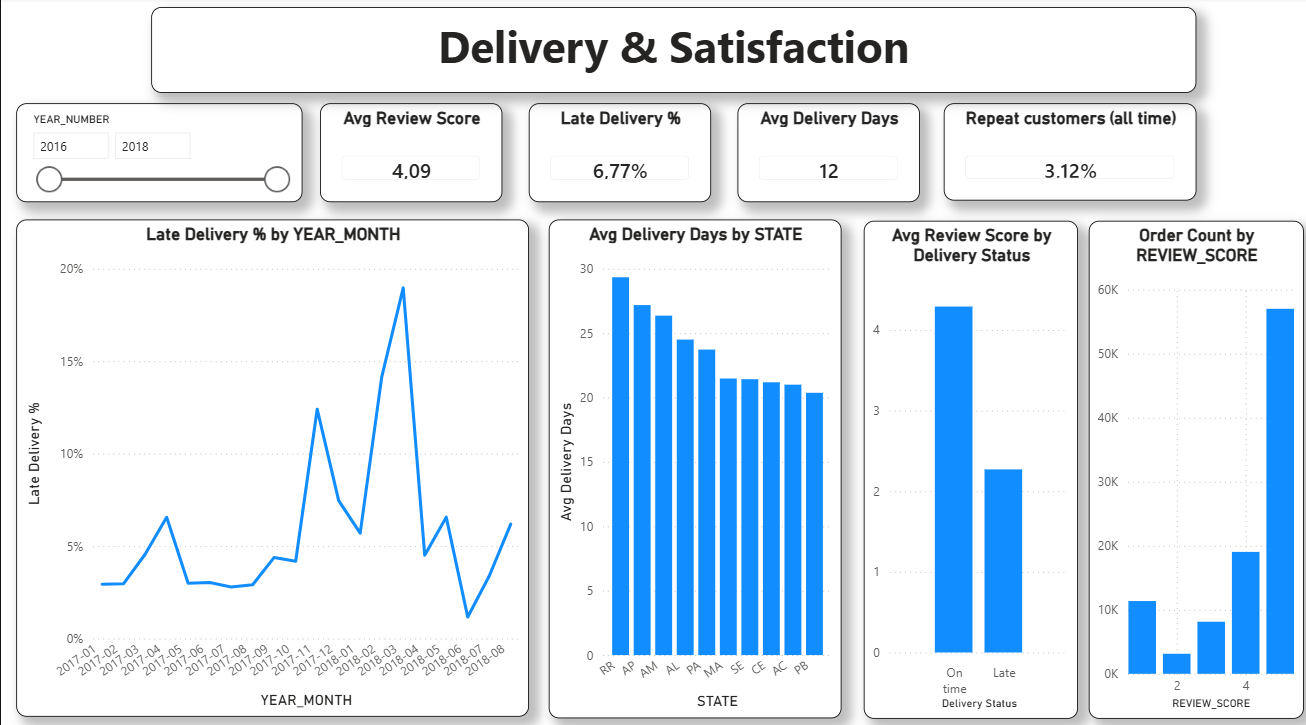 Delivery & Satisfaction
YEAR_NUMBER
2016
2018
Avg Review Score
4,09
Late Delivery %
6,77%
Avg Delivery Days
12
Repeat customers (all time)
3.12%
Late Delivery % by YEAR_MONTH
20%
15%
10%
5%
0%
Late Delivery %
2017-01
2017-02
2017-03
2017-04
2017-05
2017-06
2017-07
2017-08
2017-09
2017-10
2017-11
2017-12
2018-01
2018-02
2018-03
2018-04
2018-05
2018-06
2018-07
2018-08
YEAR_MONTH
Avg Delivery Days by STATE
30
25
20
15
10
5
0
Avg Delivery Days
RR
AP
AM
AL
PA
MA
SE
CE
AC
PB
STATE
Avg Review Score by
Delivery Status
4
3
2
1
0
On
time
Late
Delivery Status
Order Count by
REVIEW_SCORE
60K
50K
40K
30K
20K
10K
0K
2
4
REVIEW_SCORE